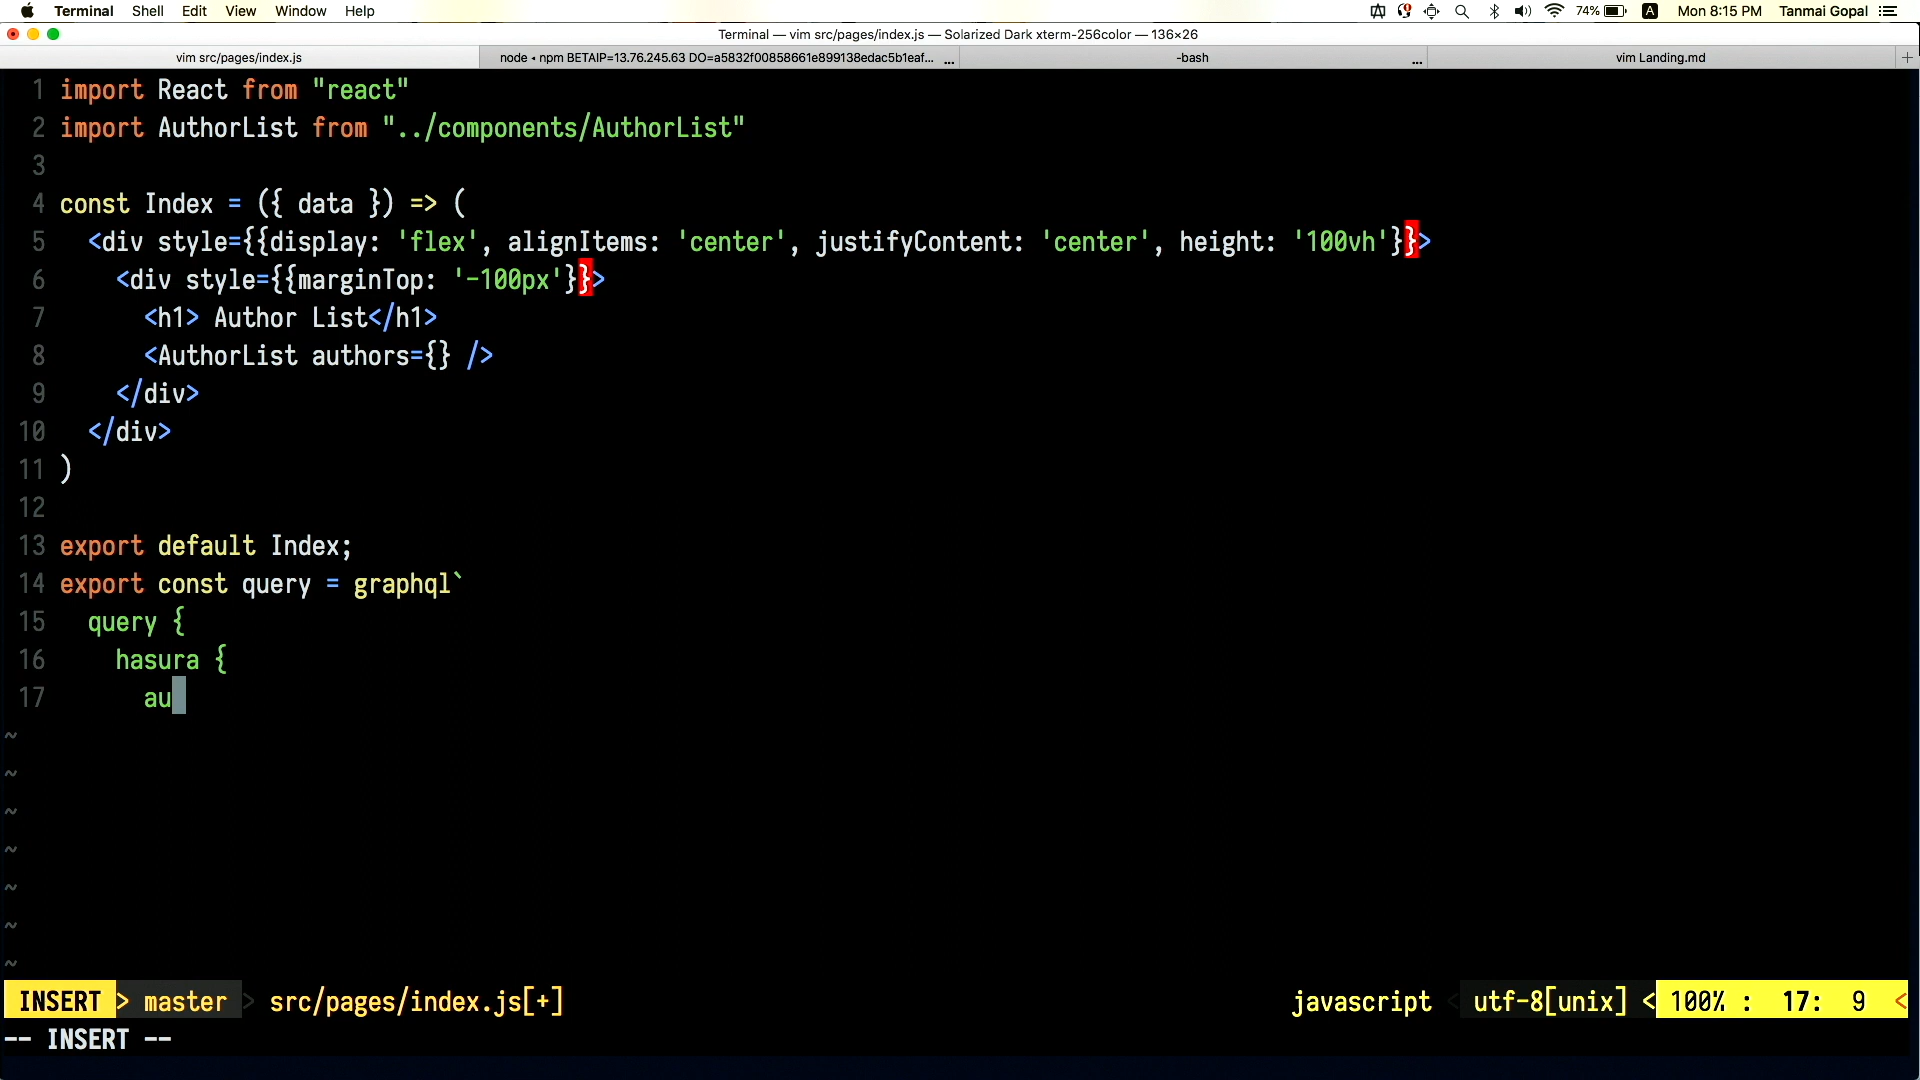 Terminal Shell Edit View Window Help 74% A Mon 8:15 PM Tanmai Gopal
Terminal — vim src/pages/index.js — Solarized Dark xterm-256color — 136×26
vim src/pages/index.js node • npm BETAIP=13.76.245.63 DO=a5832f00858661e899138edac5b1eaf... ... -bash ... vim Landing.md +
1 import React from "react"
2 import AuthorList from "../components/AuthorList"
3
4 const Index = ({ data }) => (
5 <div style={{display: 'flex', alignItems: 'center', justifyContent: 'center', height: '100vh'}}>
6 <div style={{marginTop: '-100px'}}>
7 <h1> Author List</h1>
8 <AuthorList authors={} />
9 </div>
10 </div>
11 )
12
13 export default Index;
14 export const query = graphql`
15 query {
16 hasura {
17 au
~
~
~
~
~
~
~
INSERT > master > src/pages/index.js[+] javascript < utf-8[unix] < 100% : 17: 9 <
-- INSERT --